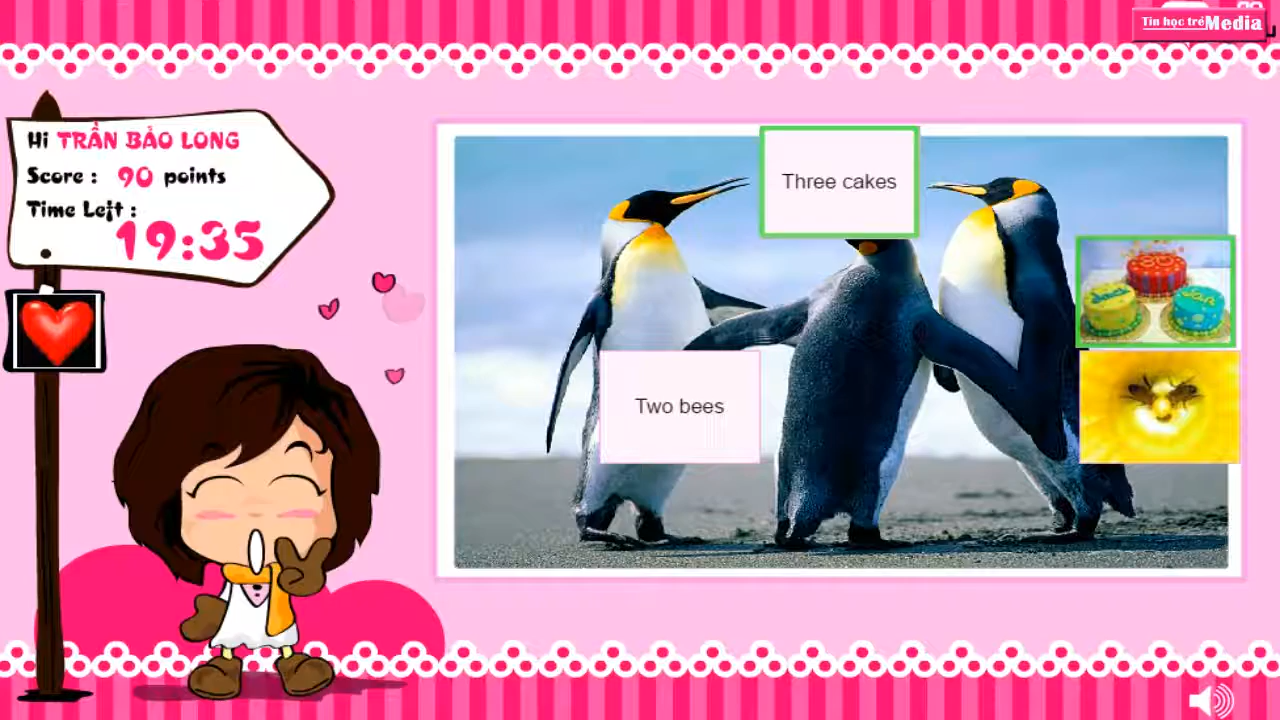 Tin học trẻ Media
Hi TRẦN BẢO LONG
Score : 90 points
Time Left :
19:35
Three cakes
Two bees